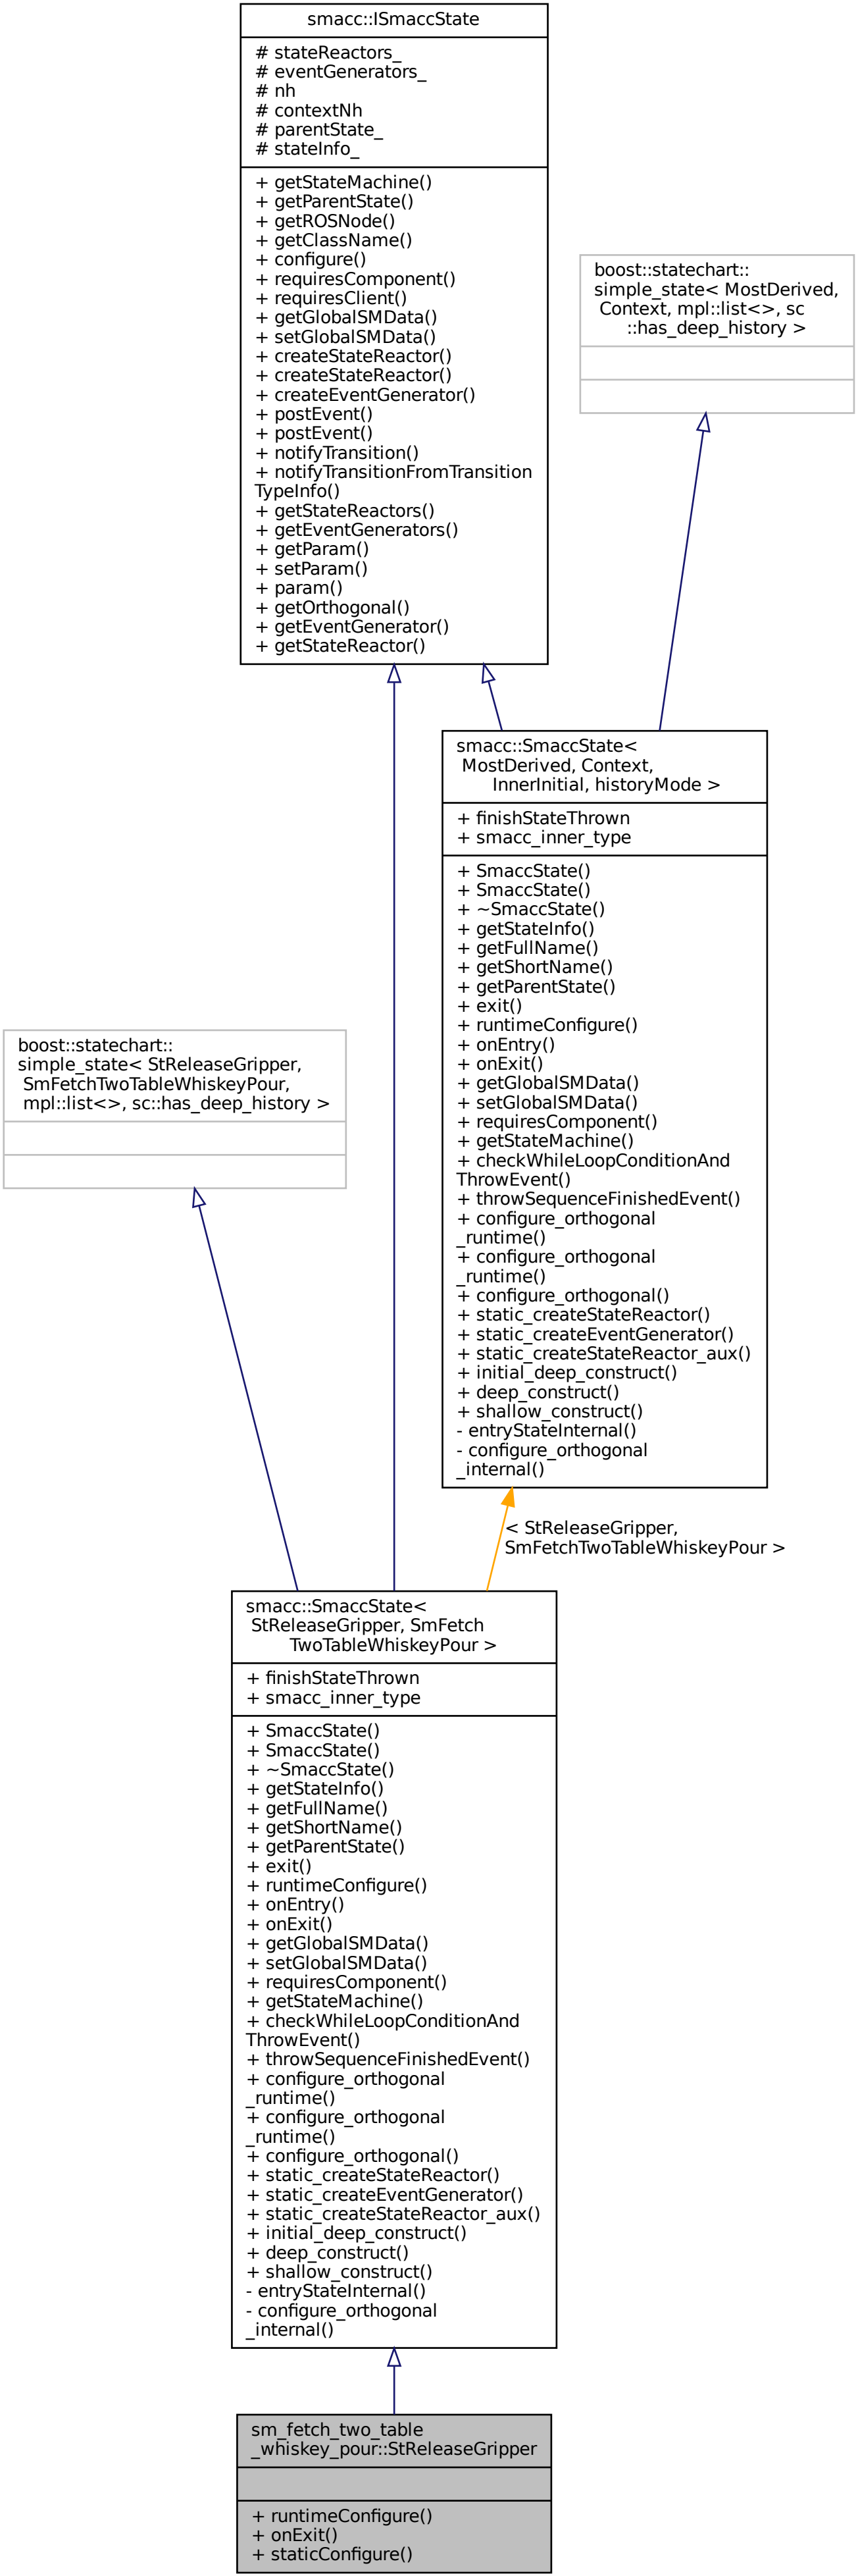 smacc::ISmaccState
# stateReactors_
# eventGenerators_
# nh
# contextNh
# parentState_
# stateInfo_
+ getStateMachine()
+ getParentState()
+ getROSNode()
+ getClassName()
+ configure()
+ requiresComponent()
+ requiresClient()
+ getGlobalSMData()
+ setGlobalSMData()
+ createStateReactor()
+ createStateReactor()
+ createEventGenerator()
+ postEvent()
+ postEvent()
+ notifyTransition()
+ notifyTransitionFromTransition
TypeInfo()
+ getStateReactors()
+ getEventGenerators()
+ getParam()
+ setParam()
+ param()
+ getOrthogonal()
+ getEventGenerator()
+ getStateReactor()
boost::statechart::
simple_state< MostDerived,
Context, mpl::list<>, sc
::has_deep_history >
smacc::SmaccState<
MostDerived, Context,
InnerInitial, historyMode >
+ finishStateThrown
+ smacc_inner_type
+ SmaccState()
+ SmaccState()
+ ~SmaccState()
+ getStateInfo()
+ getFullName()
+ getShortName()
+ getParentState()
+ exit()
+ runtimeConfigure()
+ onEntry()
+ onExit()
+ getGlobalSMData()
+ setGlobalSMData()
+ requiresComponent()
+ getStateMachine()
+ checkWhileLoopConditionAnd
ThrowEvent()
+ throwSequenceFinishedEvent()
+ configure_orthogonal
_runtime()
+ configure_orthogonal
_runtime()
+ configure_orthogonal()
+ static_createStateReactor()
+ static_createEventGenerator()
+ static_createStateReactor_aux()
+ initial_deep_construct()
+ deep_construct()
+ shallow_construct()
- entryStateInternal()
- configure_orthogonal
_internal()
boost::statechart::
simple_state< StReleaseGripper,
SmFetchTwoTableWhiskeyPour,
mpl::list<>, sc::has_deep_history >
< StReleaseGripper,
SmFetchTwoTableWhiskeyPour >
smacc::SmaccState<
StReleaseGripper, SmFetch
TwoTableWhiskeyPour >
+ finishStateThrown
+ smacc_inner_type
+ SmaccState()
+ SmaccState()
+ ~SmaccState()
+ getStateInfo()
+ getFullName()
+ getShortName()
+ getParentState()
+ exit()
+ runtimeConfigure()
+ onEntry()
+ onExit()
+ getGlobalSMData()
+ setGlobalSMData()
+ requiresComponent()
+ getStateMachine()
+ checkWhileLoopConditionAnd
ThrowEvent()
+ throwSequenceFinishedEvent()
+ configure_orthogonal
_runtime()
+ configure_orthogonal
_runtime()
+ configure_orthogonal()
+ static_createStateReactor()
+ static_createEventGenerator()
+ static_createStateReactor_aux()
+ initial_deep_construct()
+ deep_construct()
+ shallow_construct()
- entryStateInternal()
- configure_orthogonal
_internal()
sm_fetch_two_table
_whiskey_pour::StReleaseGripper
+ runtimeConfigure()
+ onExit()
+ staticConfigure()